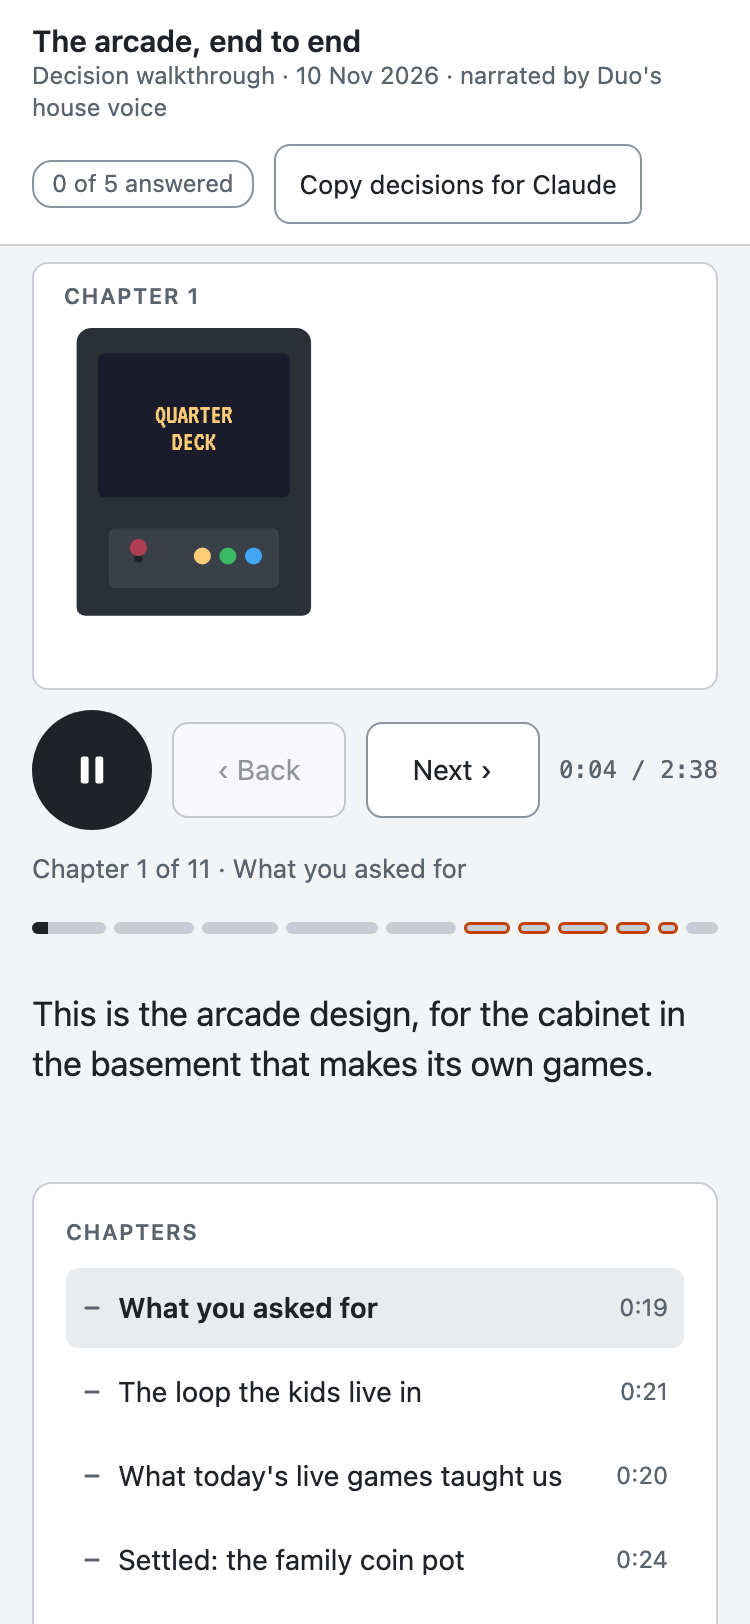 The arcade, end to end
Decision walkthrough · 10 Nov 2026 · narrated by Duo's
house voice
0 of 5 answered
Copy decisions for Claude
CHAPTER 1
QUARTER
DECK
‹ Back
Next ›
0:04 / 2:38
Chapter 1 of 11 · What you asked for
This is the arcade design, for the cabinet in
the basement that makes its own games.
CHAPTERS
– What you asked for 0:19
– The loop the kids live in 0:21
– What today's live games taught us 0:20
– Settled: the family coin pot 0:24